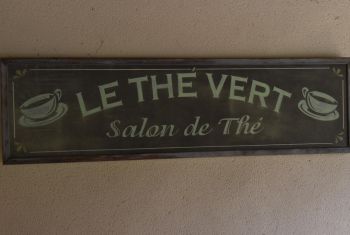 LE THÉ VERT
Salon de Thé